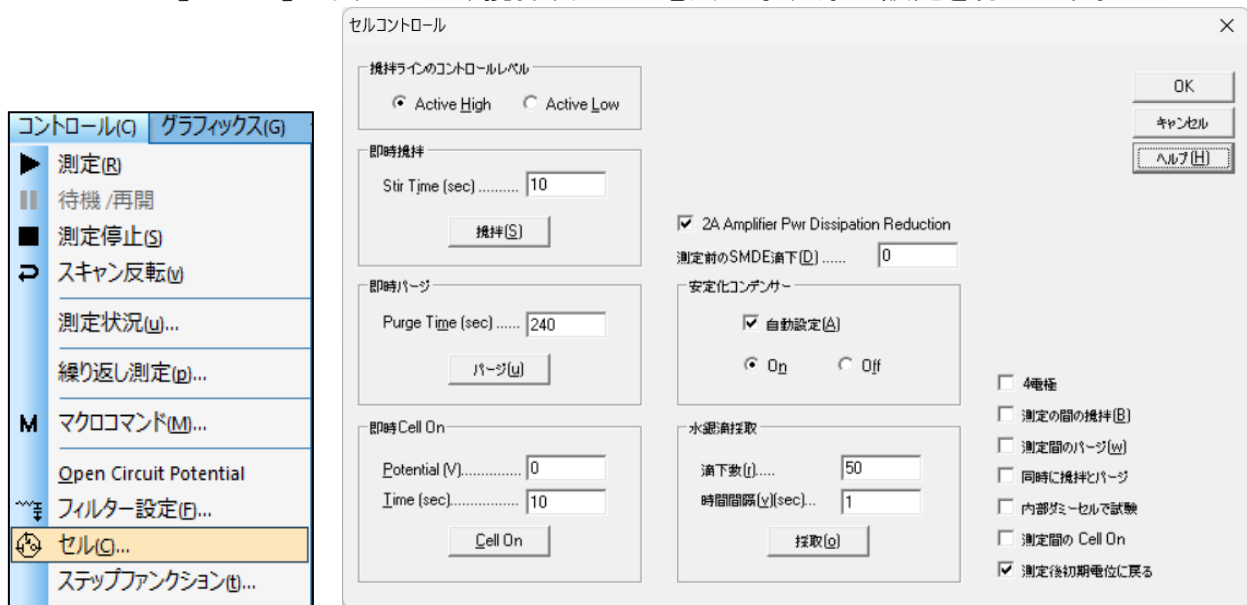 コントロール(C) グラフィックス(G)
測定(R)
待機 /再開
測定停止(S)
スキャン反転(v)
測定状況(u)...
繰り返し測定(p)...
M マクロコマンド(M)...
Open Circuit Potential
フィルター設定(F)...
セル(C)...
ステップファンクション(t)...
セルコントロール
撹拌ラインのコントロールレベル
Active High Active Low
即時撹拌
Stir Time (sec) .......... 10
撹拌(S)
即時パージ
Purge Time (sec) ...... 240
パージ(u)
即時Cell On
Potential (V)............... 0
Time (sec)................. 10
Cell On
2A Amplifier Pwr Dissipation Reduction
測定前のSMDE滴下(D) ...... 0
安定化コンデンサー
自動設定(A)
On Off
水銀滴採取
滴下数(r)..... 50
時間間隔(v)(sec)... 1
採取(o)
OK
キャンセル
ヘルプ(H)
4電極
測定の間の撹拌(B)
測定間のパージ(w)
同時に撹拌とパージ
内部ダミーセルで試験
測定間の Cell On
測定後初期電位に戻る